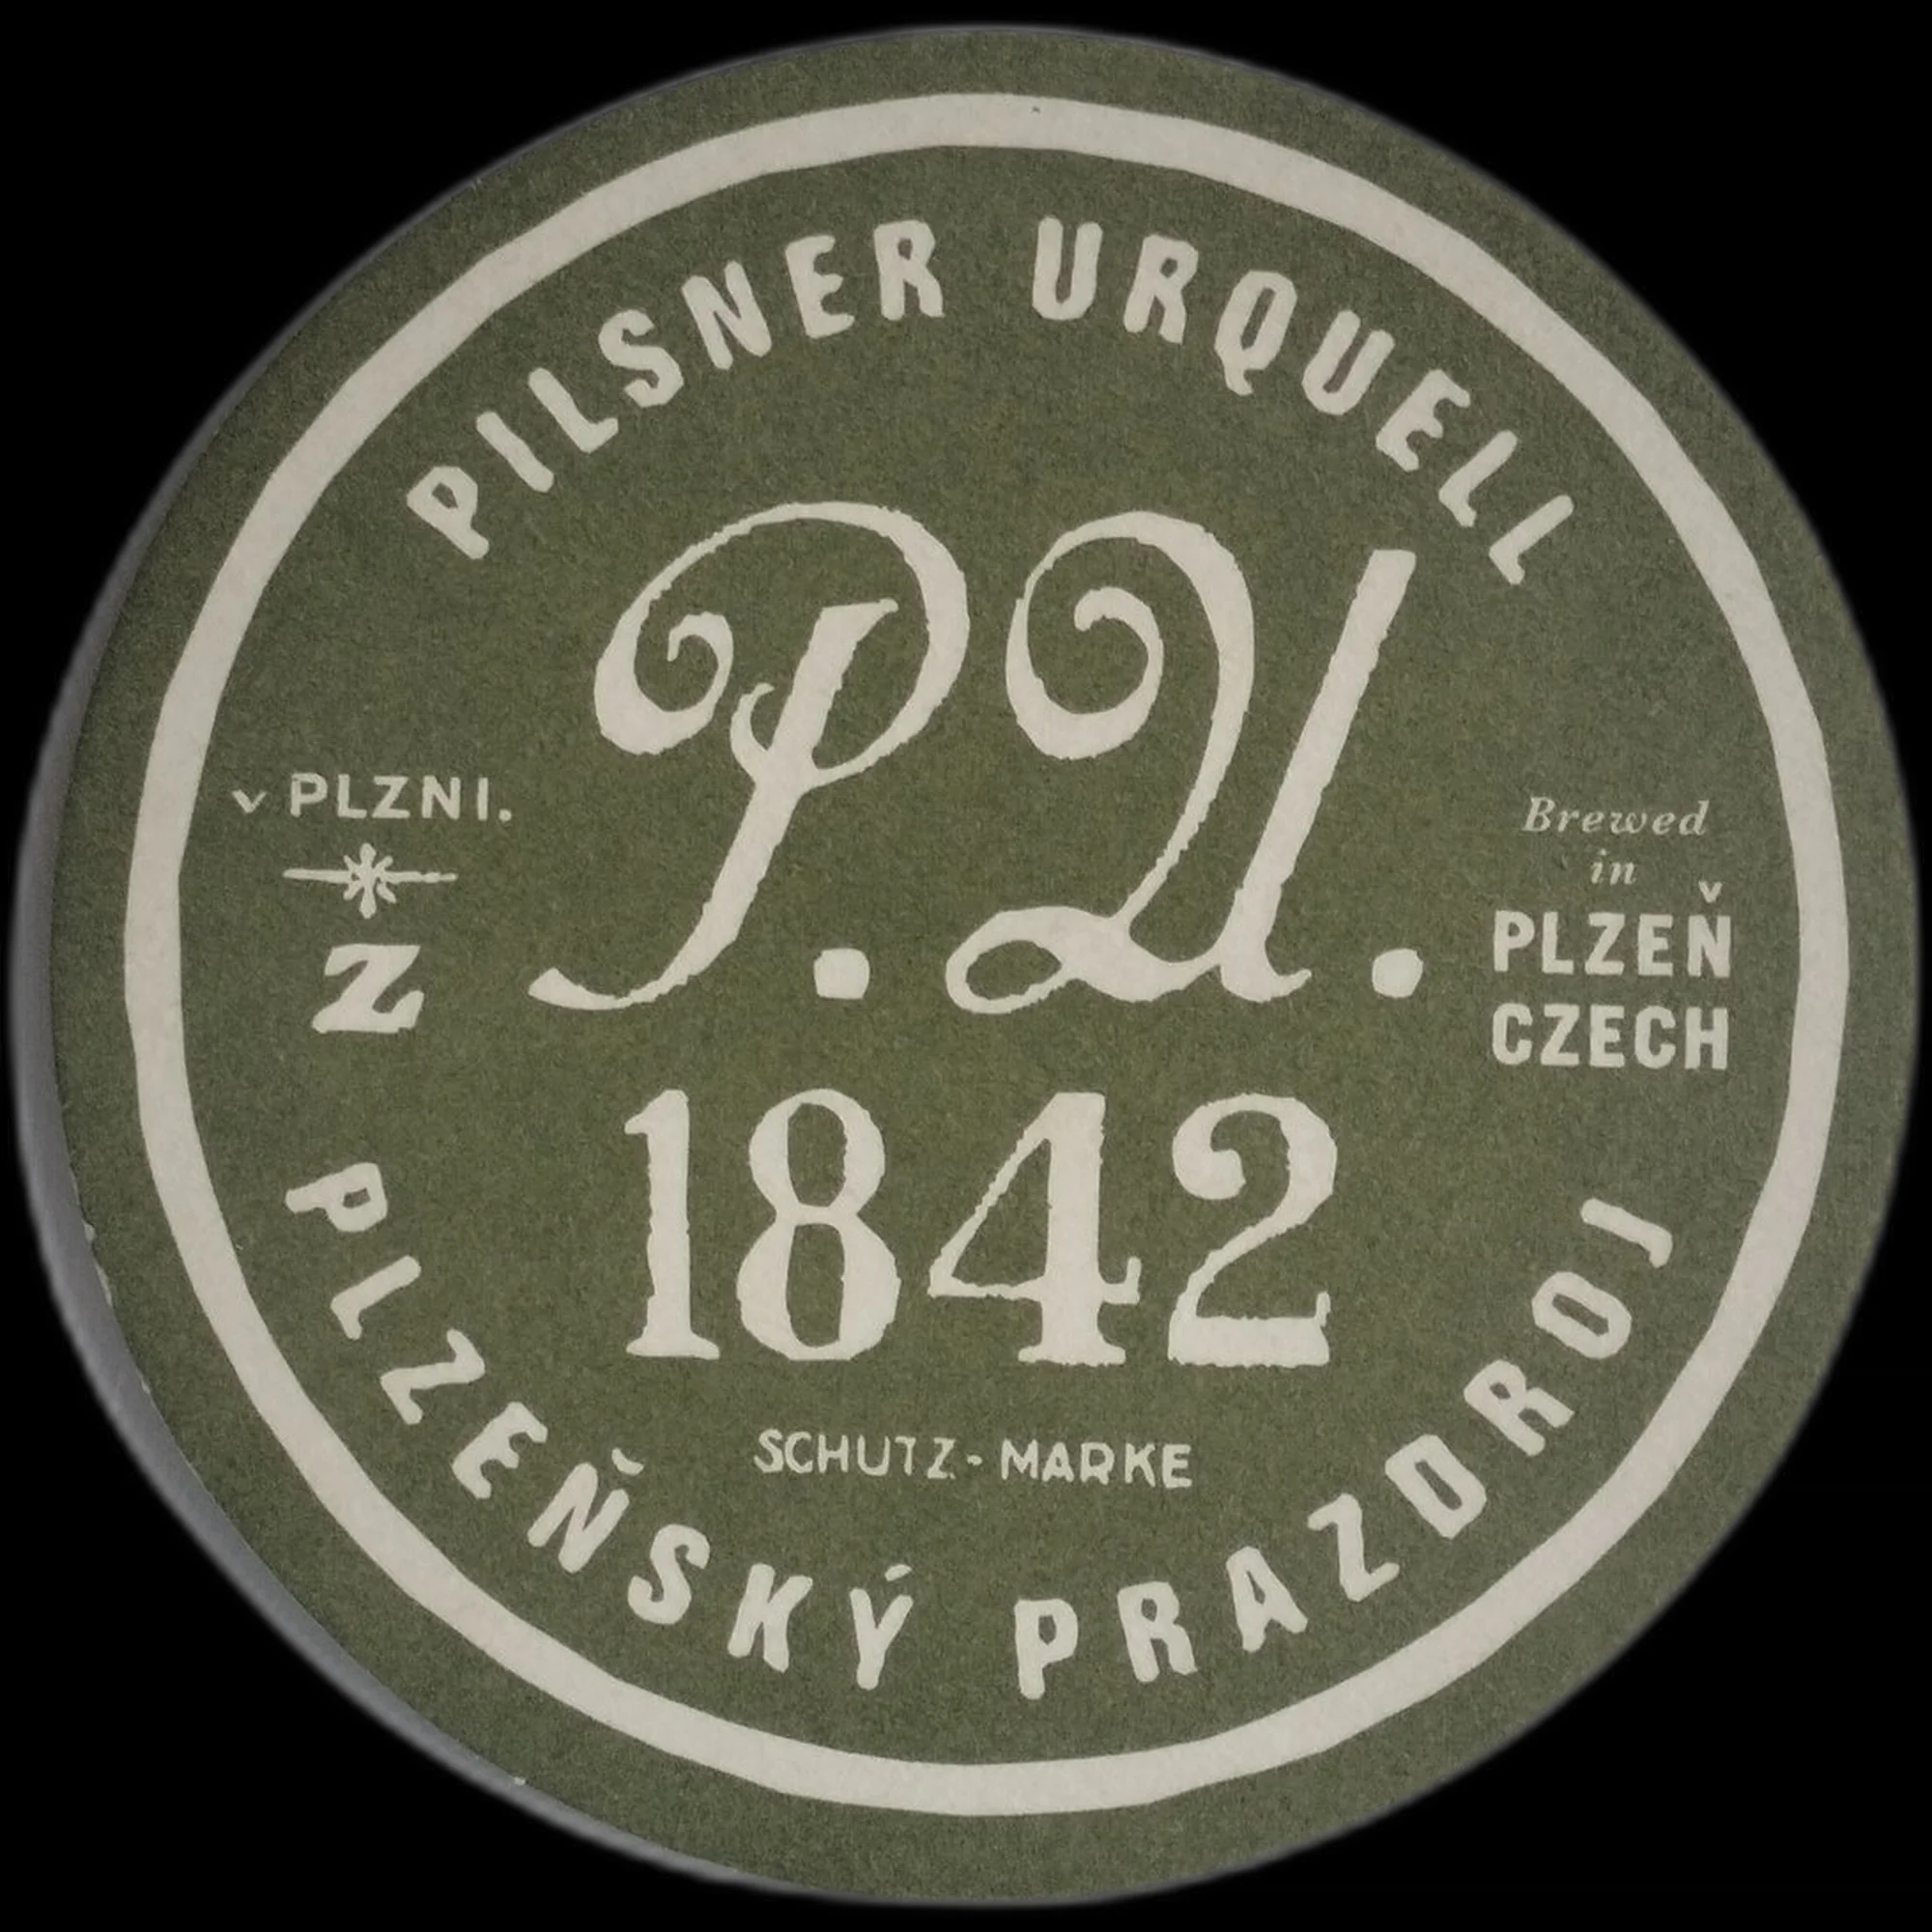 PILSNER URQUELL
P.U.
v PLZNI.
Z
Brewed
in
PLZEŇ
CZECH
1842
SCHUTZ-MARKE
PLZEŇSKÝ PRAZDROJ